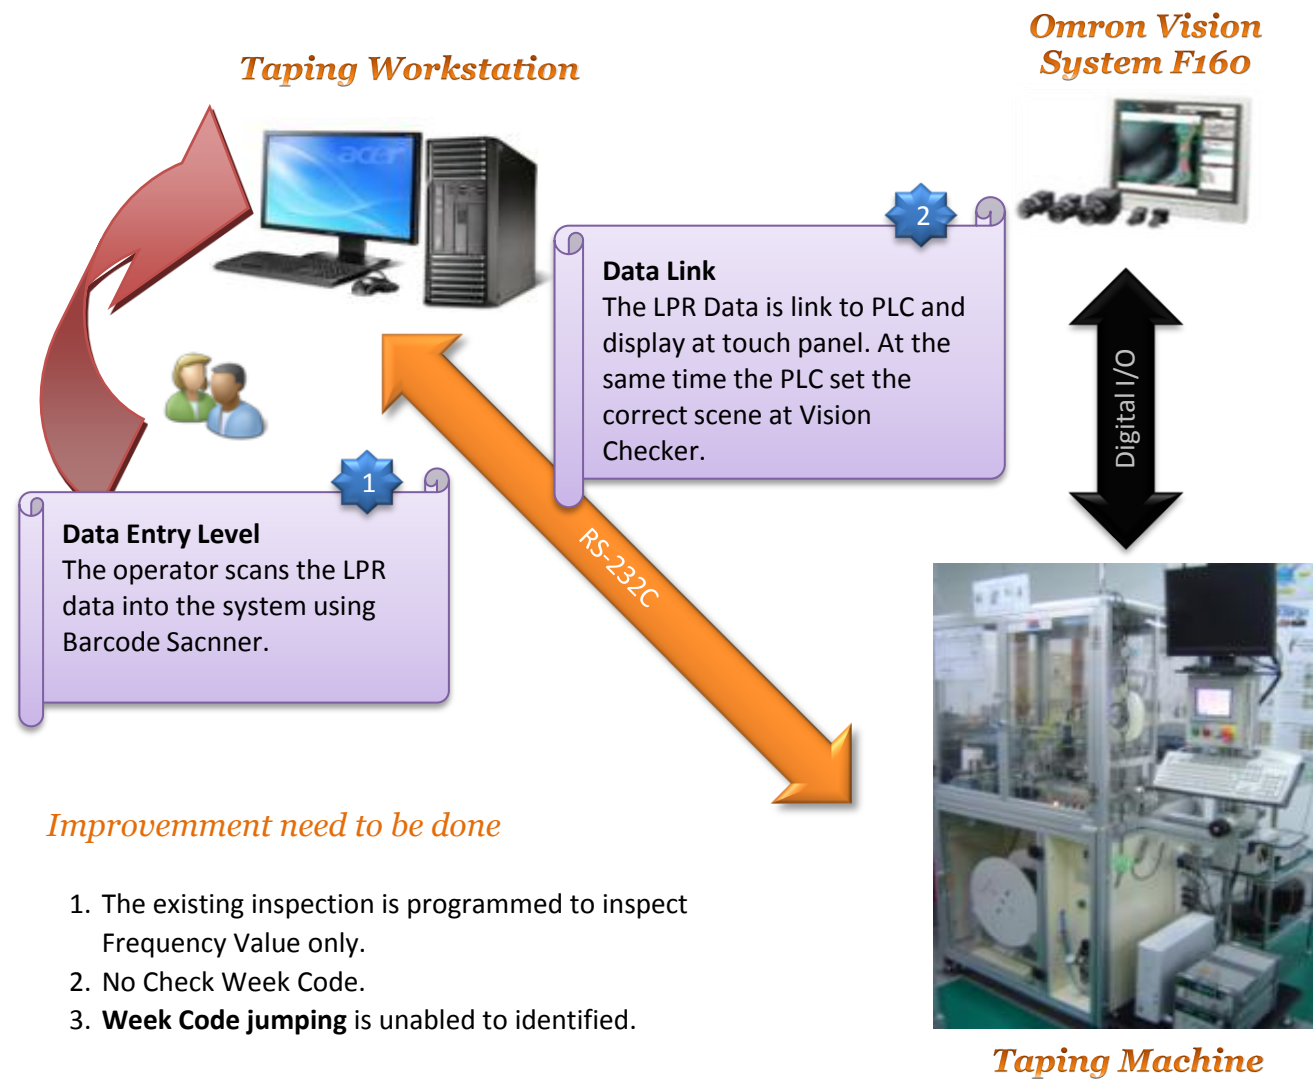 Omron Vision
System F160
Taping Workstation
acer
2
Data Link
The LPR Data is link to PLC and
display at touch panel. At the
same time the PLC set the
correct scene at Vision
Checker.
Digital I/O
1
Data Entry Level
The operator scans the LPR
data into the system using
Barcode Sacnner.
RS-232C
Improvemment need to be done
1. The existing inspection is programmed to inspect
Frequency Value only.
2. No Check Week Code.
3. Week Code jumping is unabled to identified.
Taping Machine